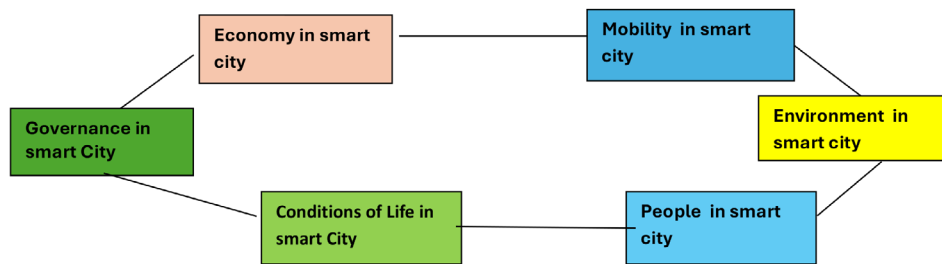 Economy in smart
city
Mobility in smart
city
Governance in
smart City
Environment in
smart city
Conditions of Life in
smart City
People in smart
city